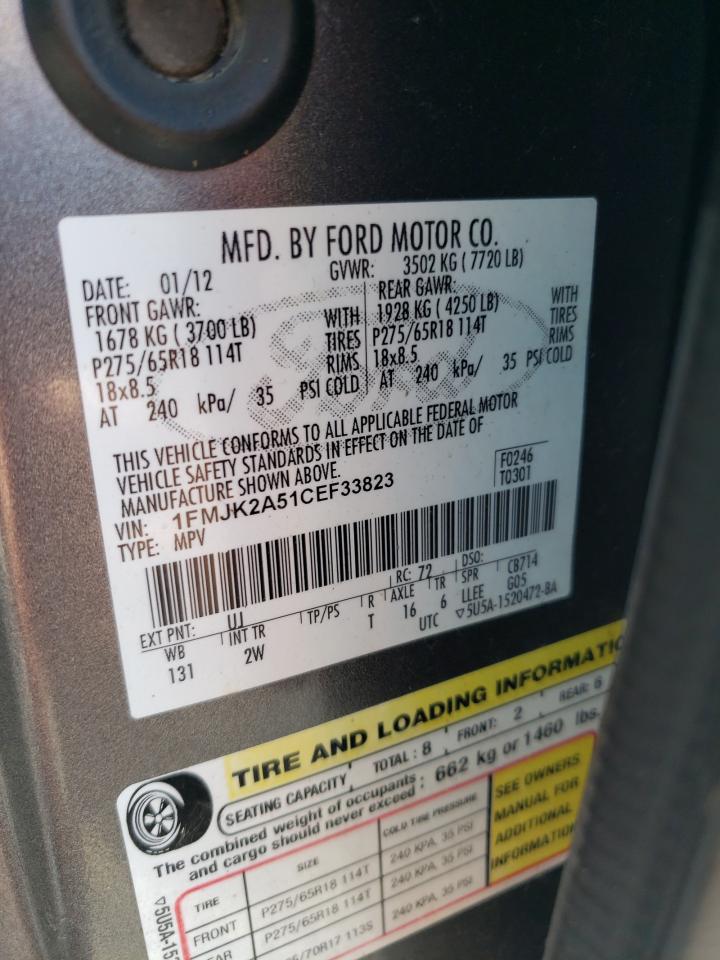 MFD. BY FORD MOTOR CO.
DATE: 01/12 GVWR: 3502 KG ( 7720 LB)
FRONT GAWR: REAR GAWR:
1678 KG ( 3700 LB) WITH 1928 KG ( 4250 LB) WITH
P275/65R18 114T TIRES P275/65R18 114T TIRES
18x8.5 RIMS 18x8.5 RIMS
AT 240 kPa/ 35 PSI COLD AT 240 kPa/ 35 PSI COLD
THIS VEHICLE CONFORMS TO ALL APPLICABLE FEDERAL MOTOR
VEHICLE SAFETY STANDARDS IN EFFECT ON THE DATE OF
MANUFACTURE SHOWN ABOVE.
F0246
T0301
VIN: 1FMJK2A51CEF33823
TYPE: MPV
EXT PNT: UJ RC: 72 DSO:
WB INT TR TP/PS R AXLE TR SPR CB714
131 2W T 16 6 LLEE G05
UTC ▽5U5A-1520472-BA
TIRE AND LOADING INFORMATIO
SEATING CAPACITY TOTAL: 8 FRONT: 2 REAR: 6
The combined weight of occupants
and cargo should never exceed : 662 kg or 1460 lbs.
TIRE SIZE COLD TIRE PRESSURE
FRONT P275/65R18 114T 240 KPA, 35 PSI
P275/65R18 114T 240 KPA, 35 PSI
70R17 113S 240 KPA, 35 PSI
SEE OWNERS
MANUAL FOR
ADDITIONAL
INFORMATION
▽5U5A-15